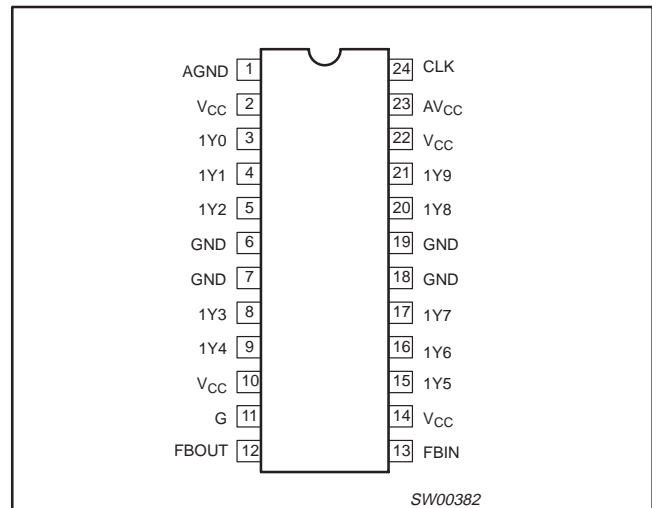 AGND 1 24 CLK
VCC 2 23 AVCC
1Y0 3 22 VCC
1Y1 4 21 1Y9
1Y2 5 20 1Y8
GND 6 19 GND
GND 7 18 GND
1Y3 8 17 1Y7
1Y4 9 16 1Y6
VCC 10 15 1Y5
G 11 14 VCC
FBOUT 12 13 FBIN
SW00382